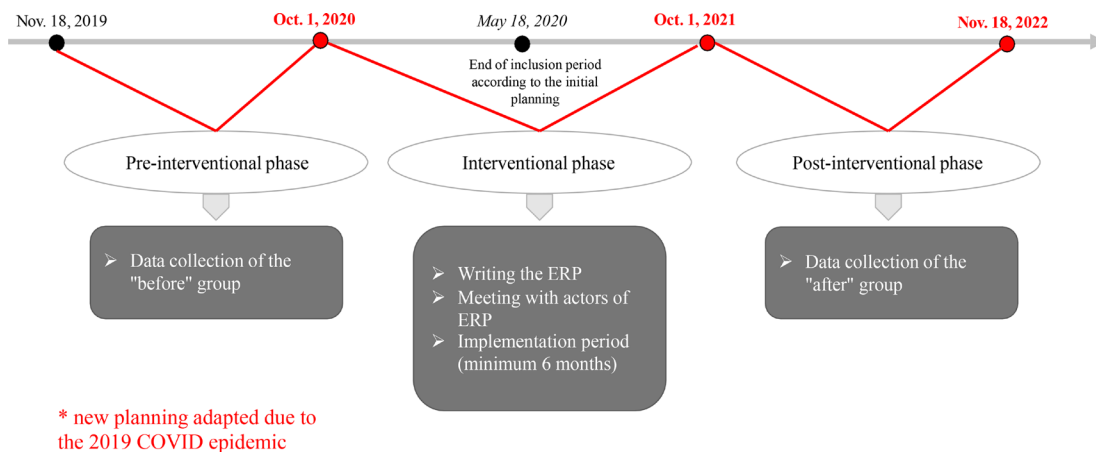 Nov. 18, 2019
Oct. 1, 2020
May 18, 2020
Oct. 1, 2021
Nov. 18, 2022
End of inclusion period
according to the initial
planning
Pre-interventional phase
Interventional phase
Post-interventional phase
➢ Data collection of the
"before" group
➢ Writing the ERP
➢ Meeting with actors of
ERP
➢ Implementation period
(minimum 6 months)
➢ Data collection of the
"after" group
* new planning adapted due to
the 2019 COVID epidemic